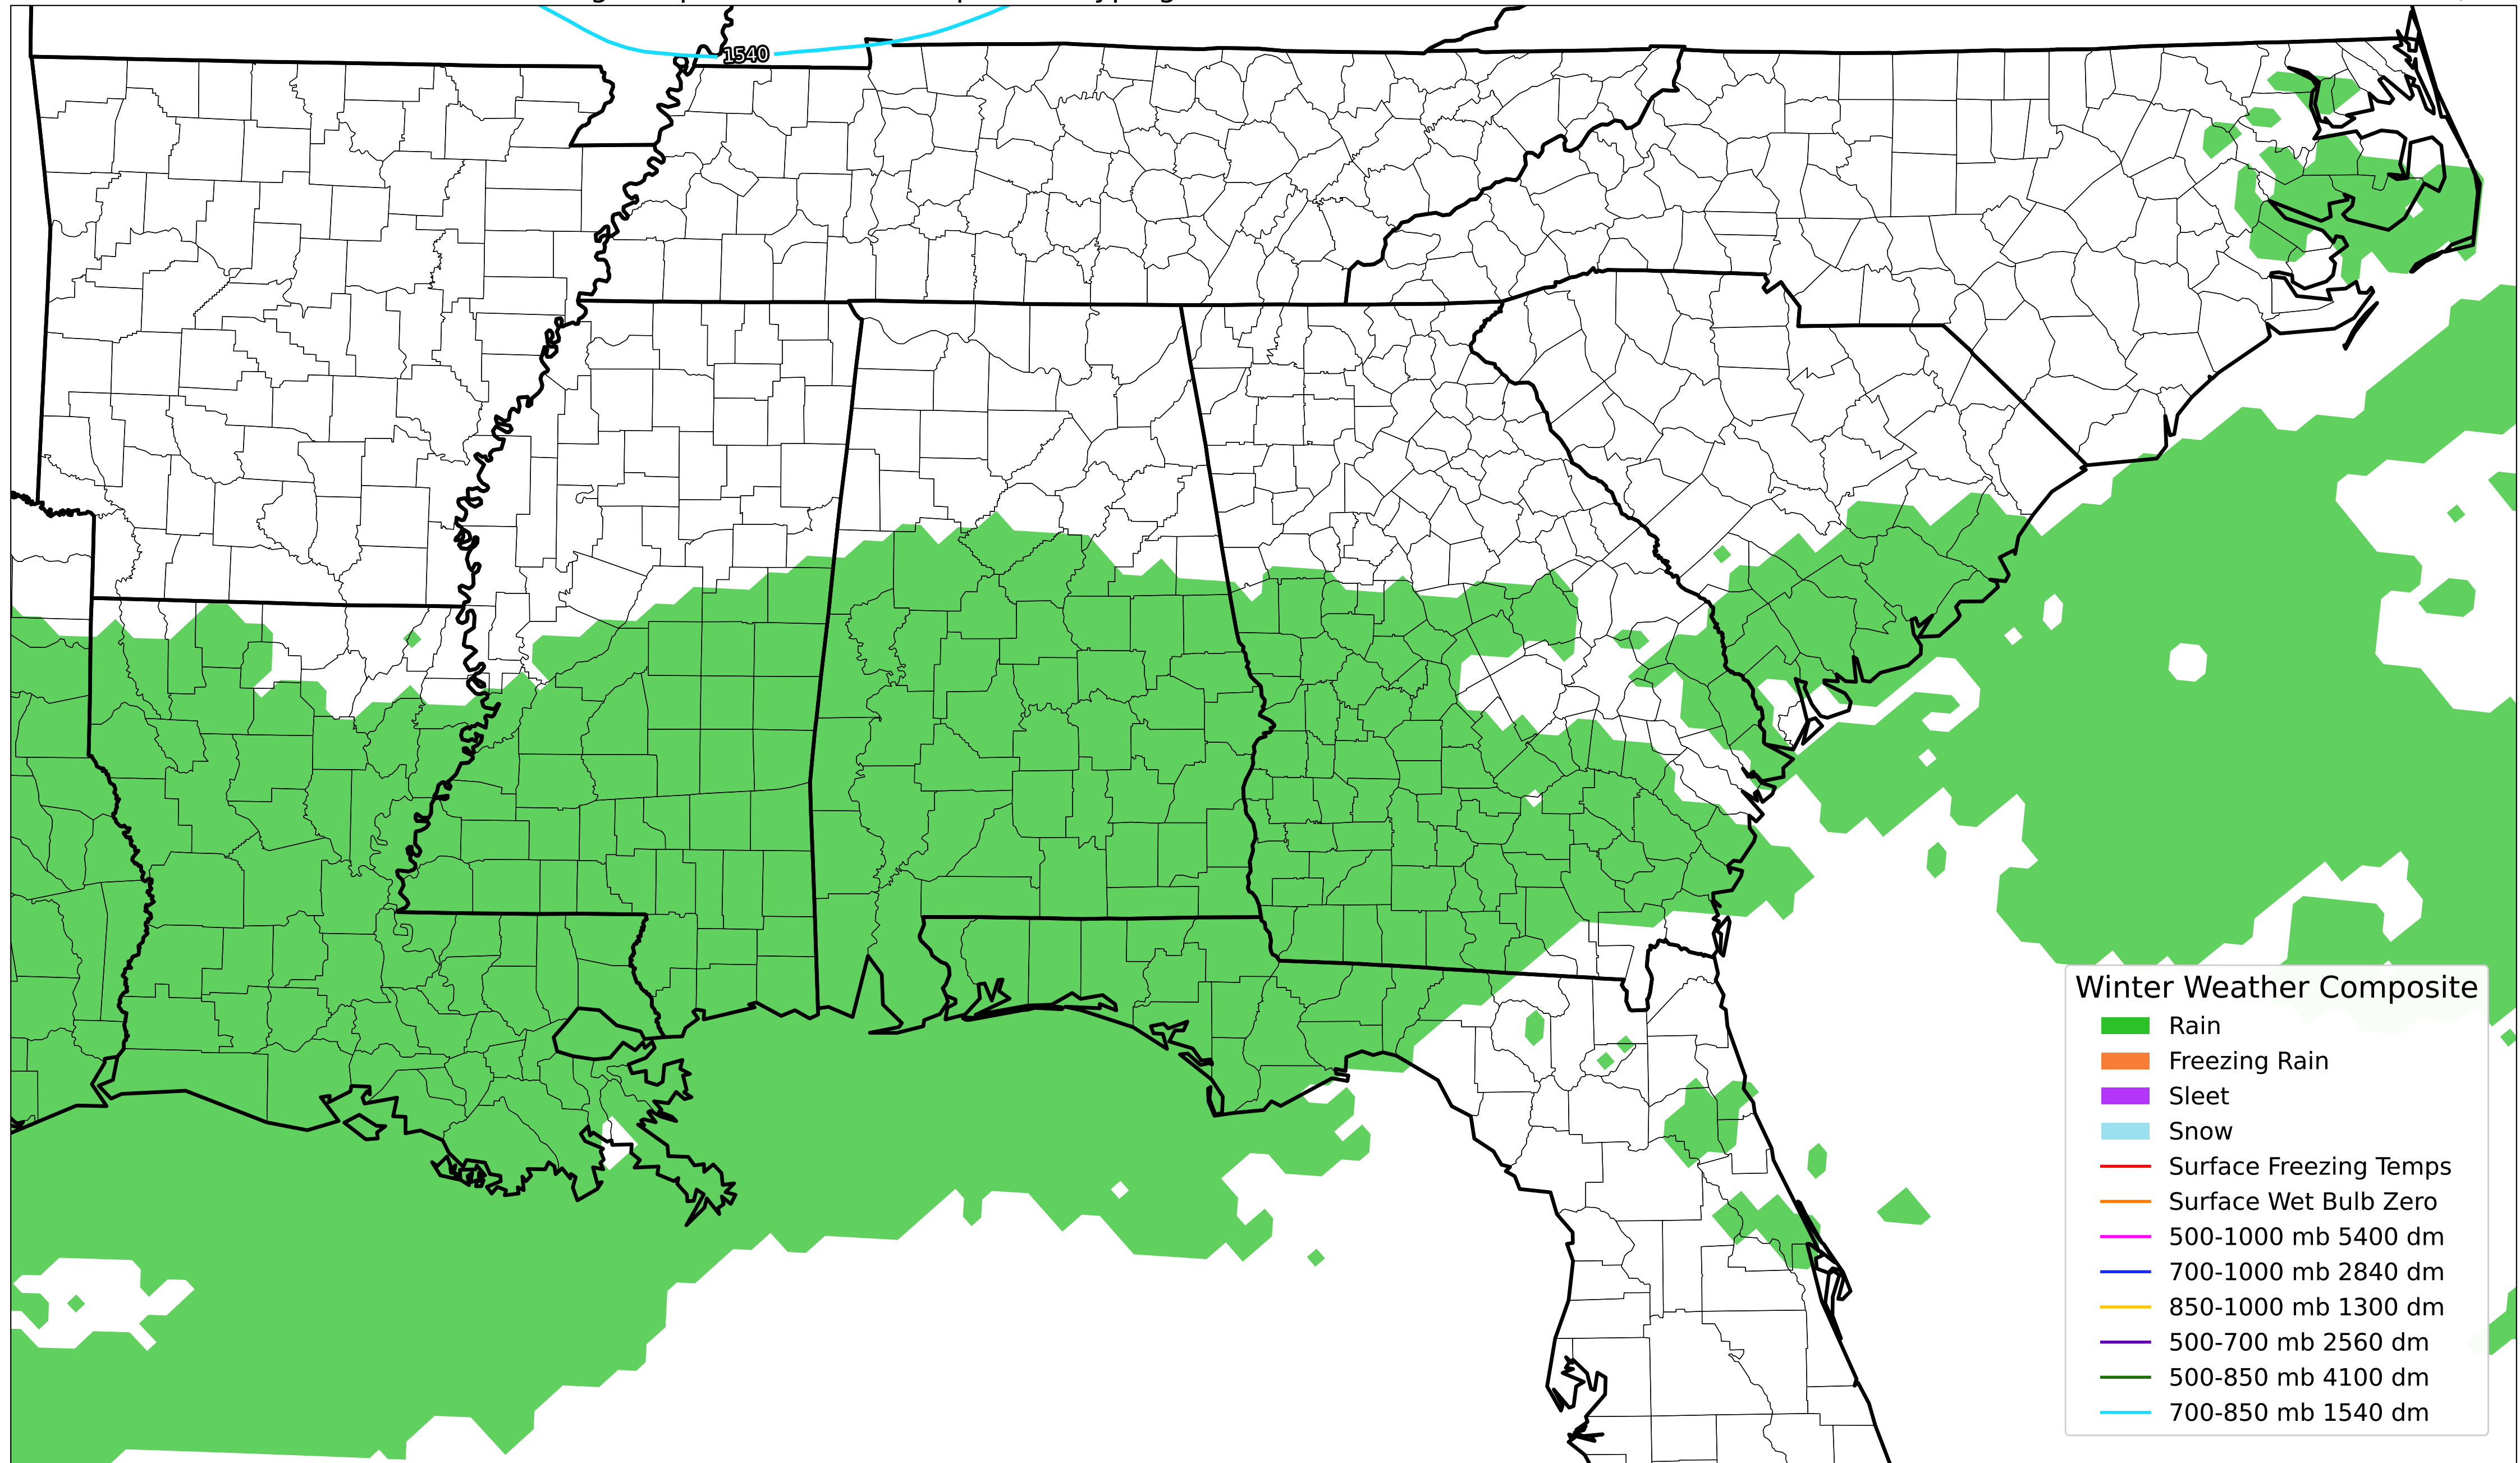 1540
Winter Weather Composite
Rain
Freezing Rain
Sleet
Snow
Surface Freezing Temps
Surface Wet Bulb Zero
500-1000 mb 5400 dm
700-1000 mb 2840 dm
850-1000 mb 1300 dm
500-700 mb 2560 dm
500-850 mb 4100 dm
700-850 mb 1540 dm